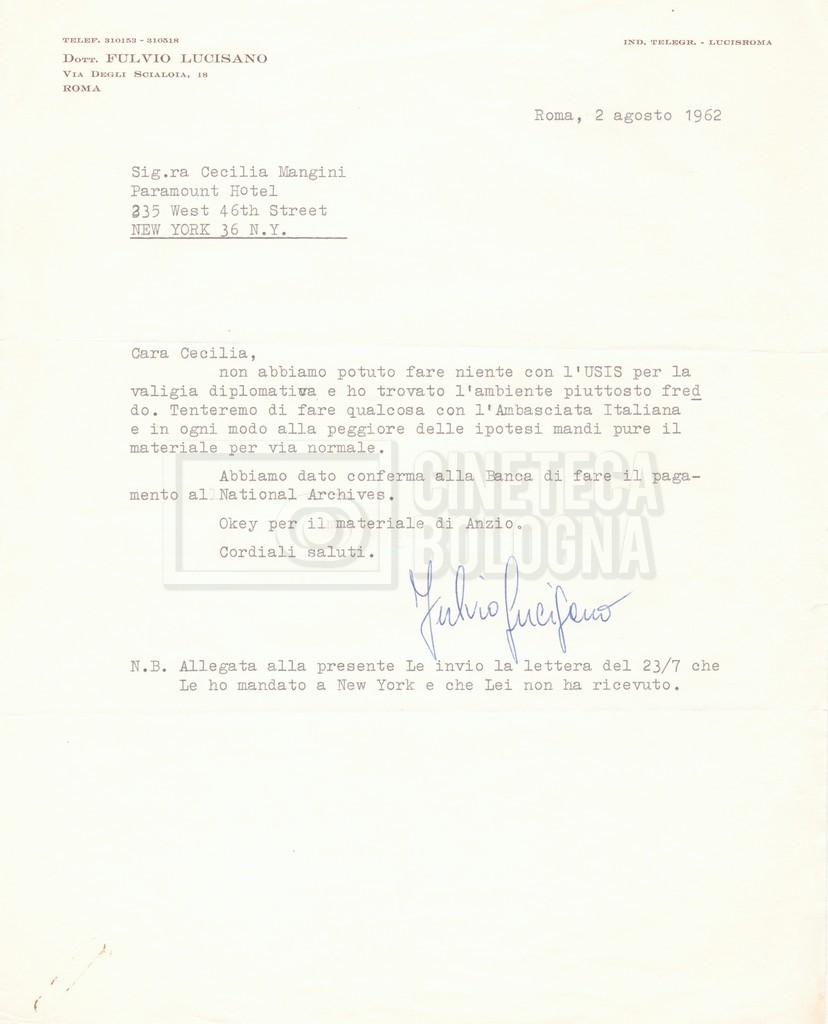 TELEF. 310153 - 310518
DOTT. FULVIO LUCISANO
VIA DEGLI SCIALOIA, 18
ROMA
IND. TELEGR. - LUCISROMA
Roma, 2 agosto 1962
Sig.ra Cecilia Mangini
Paramount Hotel
235 West 46th Street
NEW YORK 36 N.Y.
Cara Cecilia,
non abbiamo potuto fare niente con l'USIS per la
valigia diplomativa e ho trovato l'ambiente piuttosto fred
do. Tenteremo di fare qualcosa con l'Ambasciata Italiana
e in ogni modo alla peggiore delle ipotesi mandi pure il
materiale per via normale.
Abbiamo dato conferma alla Banca di fare il paga-
mento al National Archives.
Okey per il materiale di Anzio.
Cordiali saluti.
CINETECA
BOLOGNA
Fulvio Lucisano
N.B. Allegata alla presente Le invio la lettera del 23/7 che
Le ho mandato a New York e che Lei non ha ricevuto.